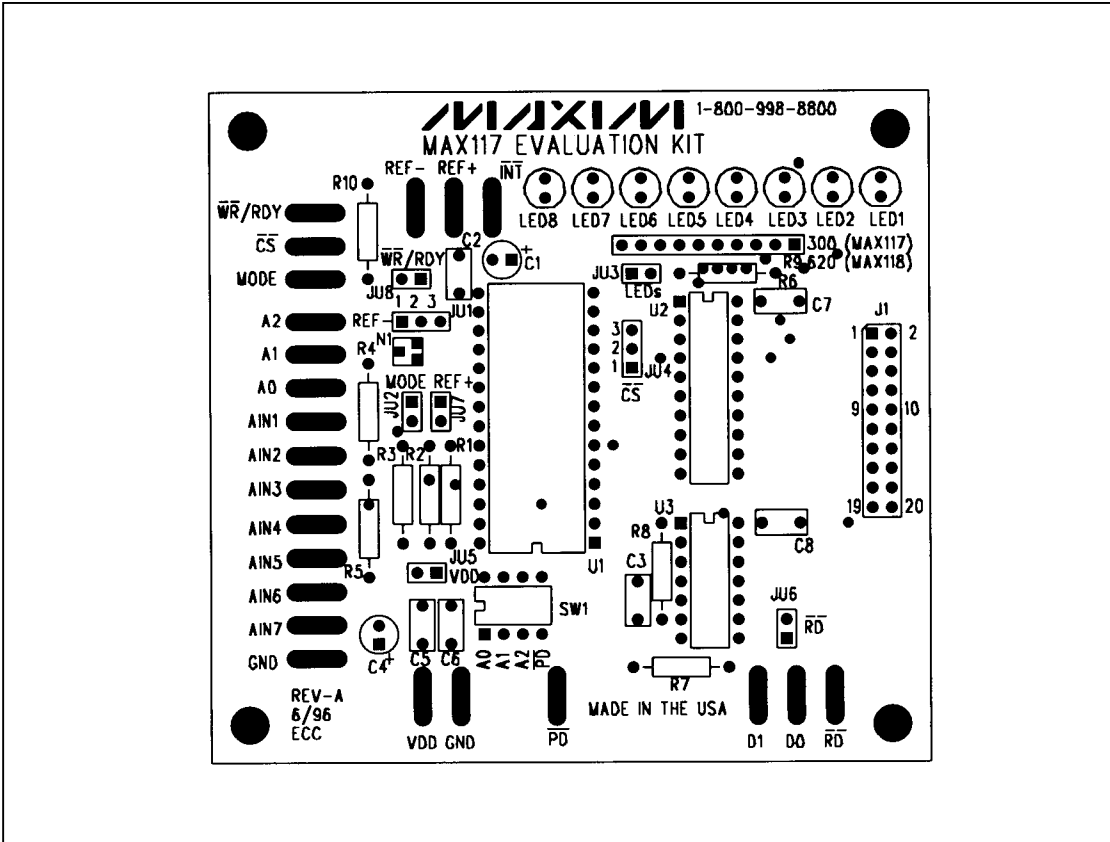 MAXIM 1-800-998-8800
MAX117 EVALUATION KIT
R10
REF-
REF+
INT
LED8
LED7
LED6
LED5
LED4
LED3
LED2
LED1
WR/RDY
CS
MODE
A2
A1
A0
AIN1
AIN2
AIN3
AIN4
AIN5
AIN6
AIN7
GND
WR/RDY
JU8
C2
C1
+
JU1
1 2 3
REF-
N1
R4
MODE REF+
JU2
JU7
R3
R2
R1
R5
JU5
VDD
U1
300 (MAX117)
R9 620 (MAX118)
JU3
LEDs
R6
U2
C7
3
2
1
JU4
CS
J1
1
2
9
10
19
20
U3
R8
C3
C8
JU6
RD
SW1
A0
A1
A2
PD
C4
+
C5
C6
R7
REV-A
6/96
ECC
MADE IN THE USA
VDD
GND
PD
D1
D0
RD